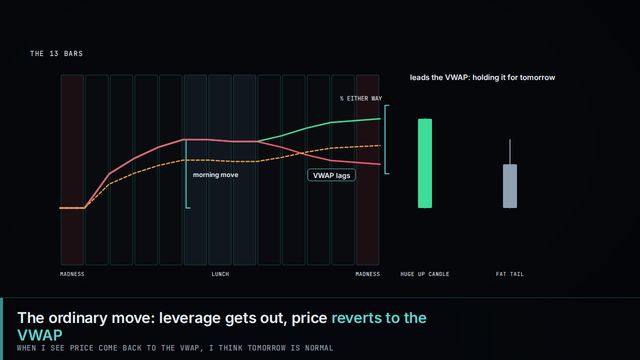 THE 13 BARS
leads the VWAP: holding it for tomorrow
% EITHER WAY
morning move
VWAP lags
MADNESS
LUNCH
MADNESS
HUGE UP CANDLE
FAT TAIL
The ordinary move: leverage gets out, price reverts to the
VWAP
WHEN I SEE PRICE COME BACK TO THE VWAP, I THINK TOMORROW IS NORMAL